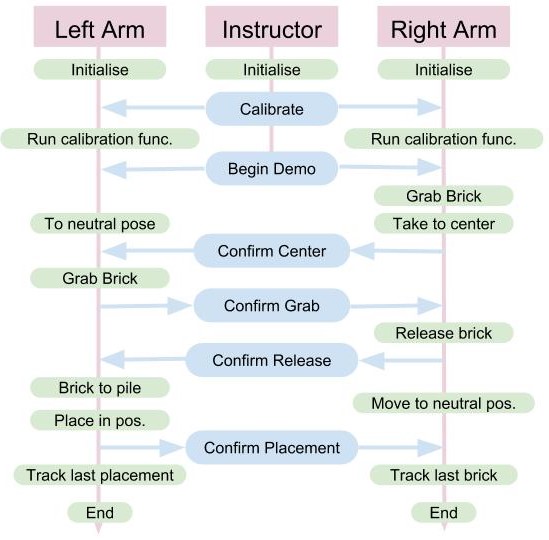 Left Arm
Instructor
Right Arm
Initialise
Initialise
Initialise
Calibrate
Run calibration func.
Run calibration func.
Begin Demo
Grab Brick
To neutral pose
Take to center
Confirm Center
Grab Brick
Confirm Grab
Release brick
Confirm Release
Brick to pile
Move to neutral pos.
Place in pos.
Confirm Placement
Track last placement
Track last brick
End
End